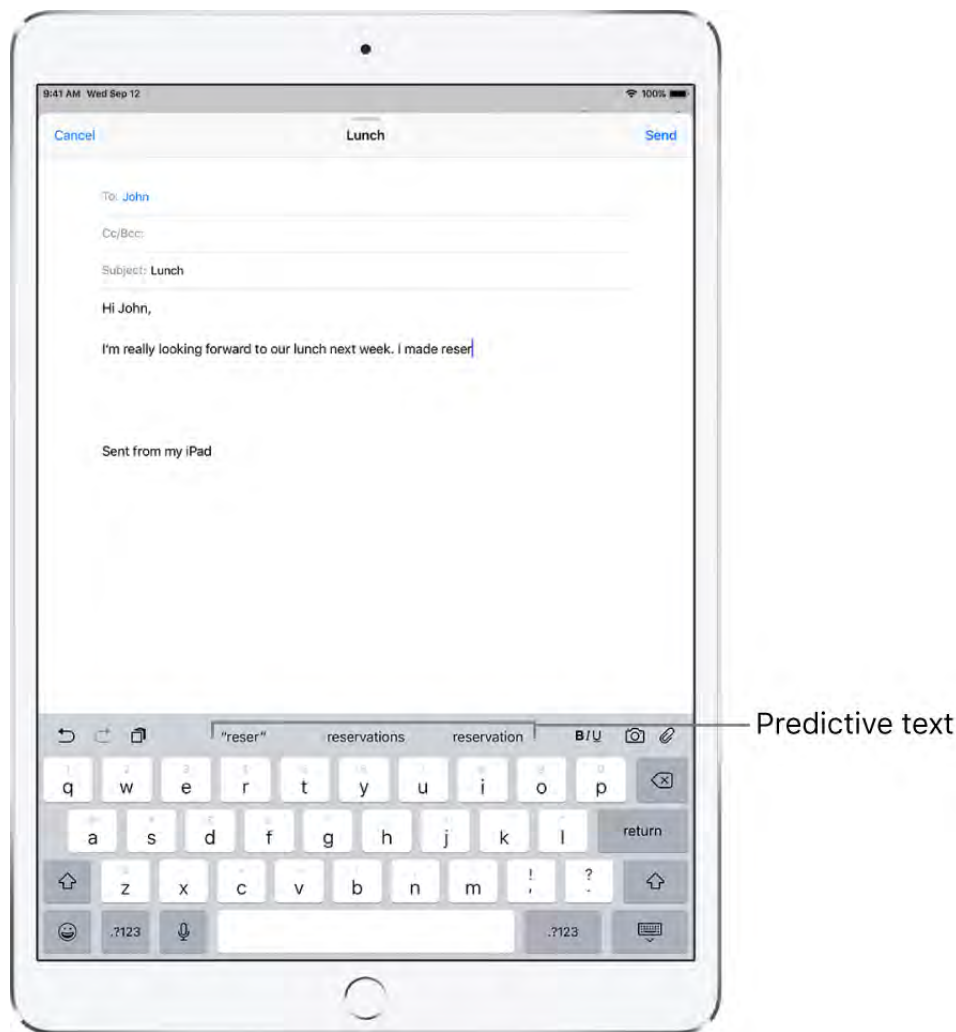 9:41 AM Wed Sep 12
100%
Cancel
Lunch
Send
To: John
Cc/Bcc:
Subject: Lunch
Hi John,
I'm really looking forward to our lunch next week. I made reser
Sent from my iPad
"reser" reservations reservation BIU
Predictive text
q w e r t y u i o p
a s d f g h j k l return
z x c v b n m ! , ? .
.?123 .?123